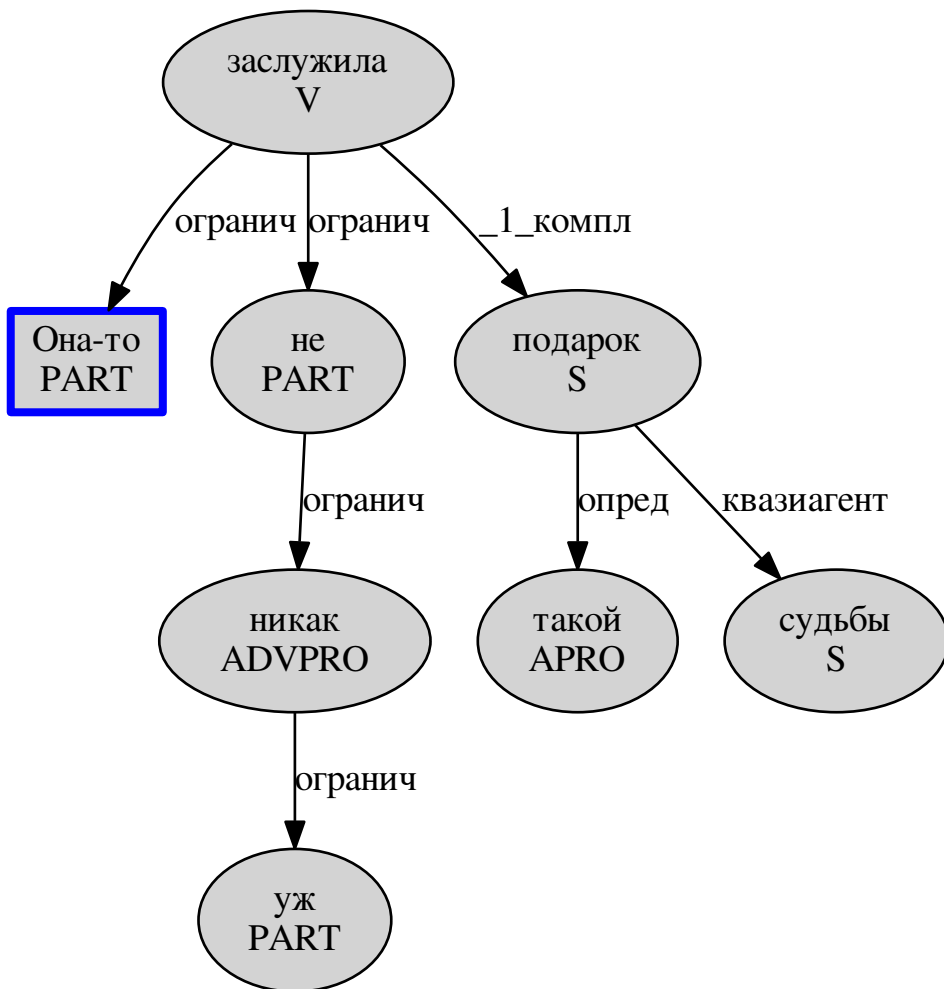 заслужила
V
огранич
огранич
_1_компл
Она-то
PART
не
PART
подарок
S
огранич
опред
квазиагент
никак
ADVPRO
такой
APRO
судьбы
S
огранич
уж
PART